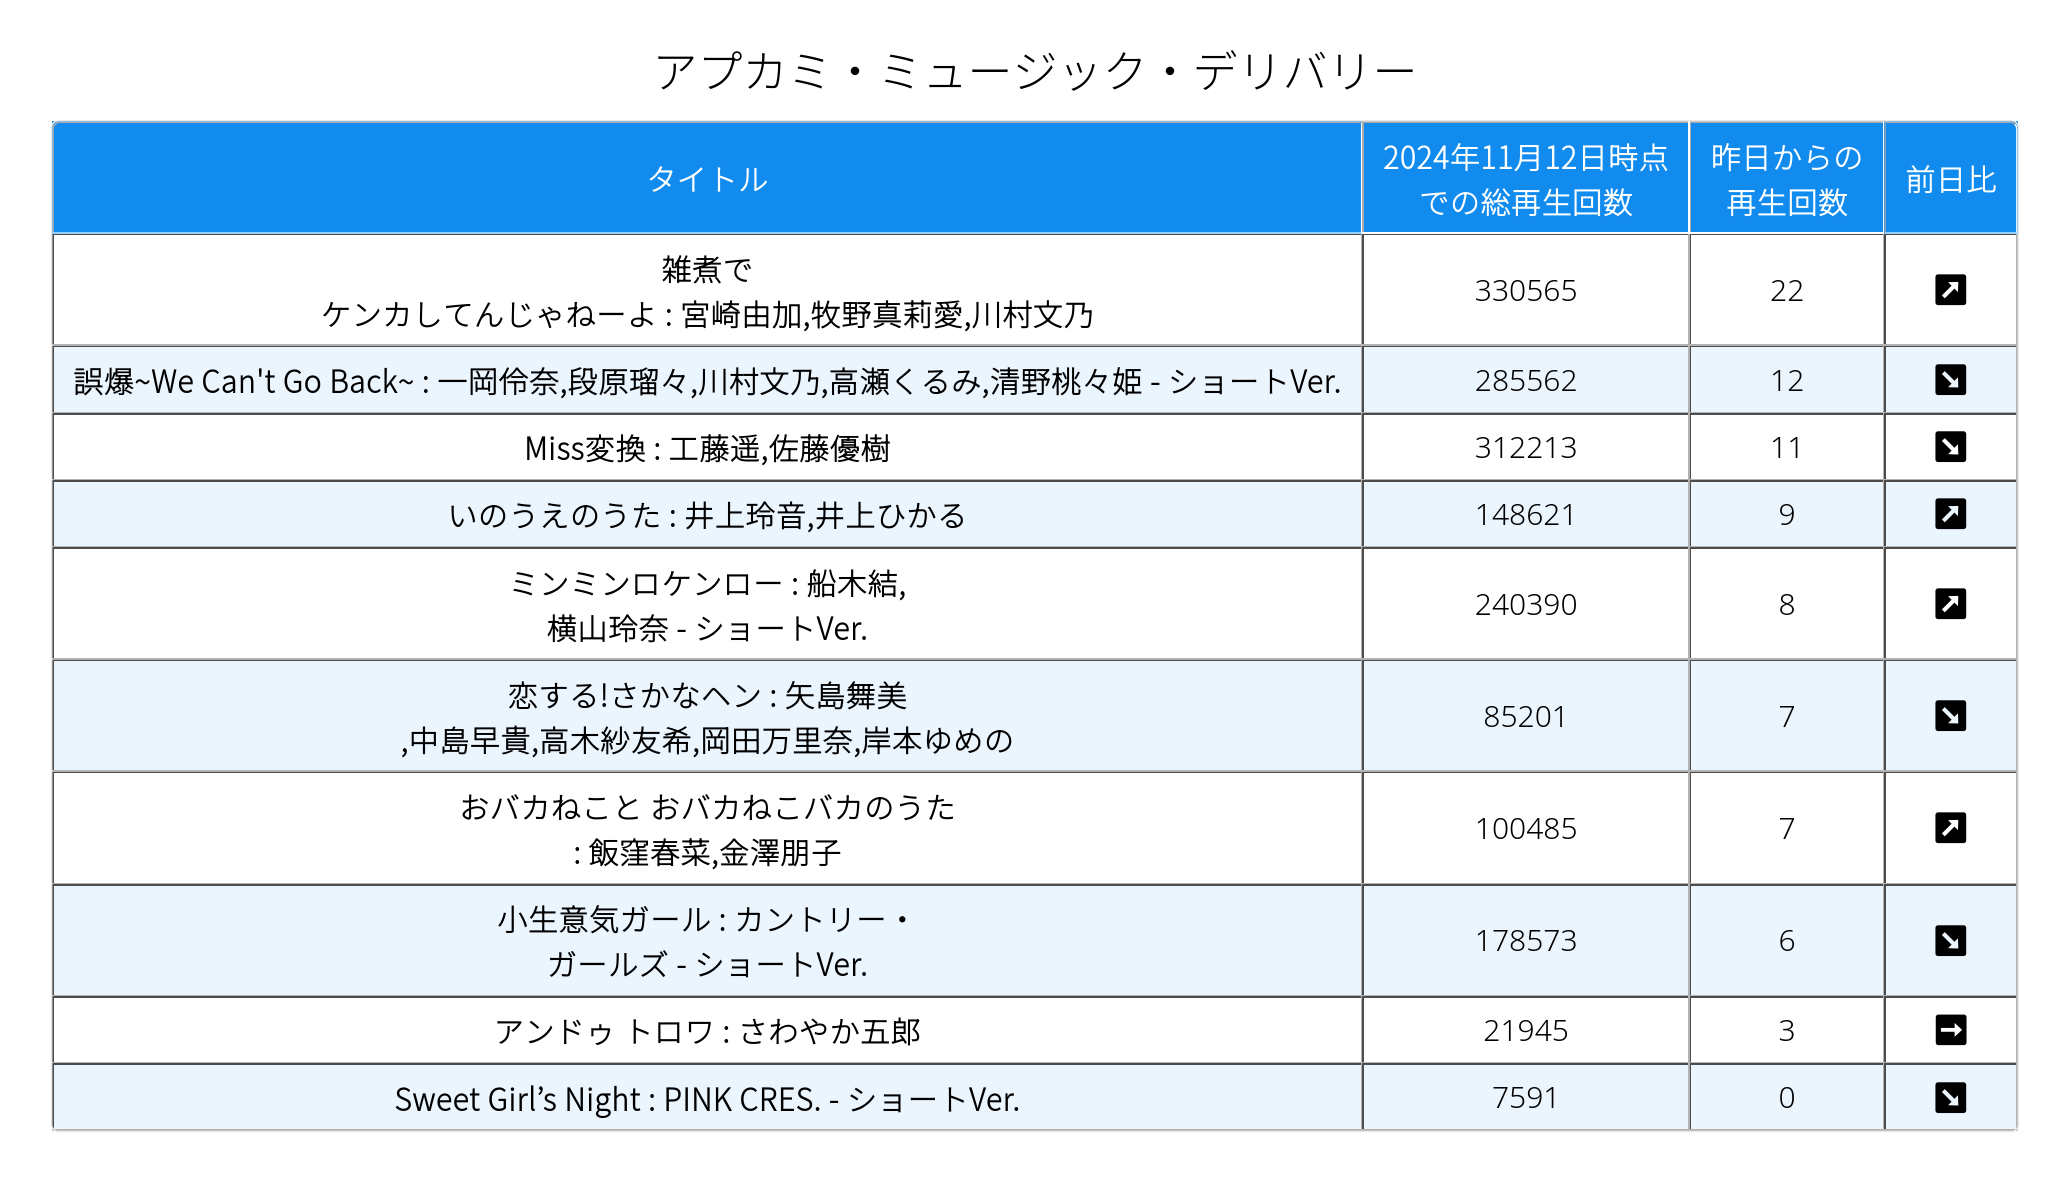 アプカミ・ミュージック・デリバリー
タイトル
2024年11月12日時点
での総再生回数
昨日からの
再生回数
前日比
雑煮で
ケンカしてんじゃねーよ : 宮崎由加,牧野真莉愛,川村文乃
330565
22
誤爆~We Can't Go Back~ : 一岡伶奈,段原瑠々,川村文乃,高瀬くるみ,清野桃々姫 - ショートVer.
285562
12
Miss変換 : 工藤遥,佐藤優樹
312213
11
いのうえのうた : 井上玲音,井上ひかる
148621
9
ミンミンロケンロー : 船木結,
横山玲奈 - ショートVer.
240390
8
恋する!さかなヘン : 矢島舞美
,中島早貴,高木紗友希,岡田万里奈,岸本ゆめの
85201
7
おバカねこと おバカねこバカのうた
: 飯窪春菜,金澤朋子
100485
7
小生意気ガール : カントリー・
ガールズ - ショートVer.
178573
6
アンドゥ トロワ : さわやか五郎
21945
3
Sweet Girl’s Night : PINK CRES. - ショートVer.
7591
0